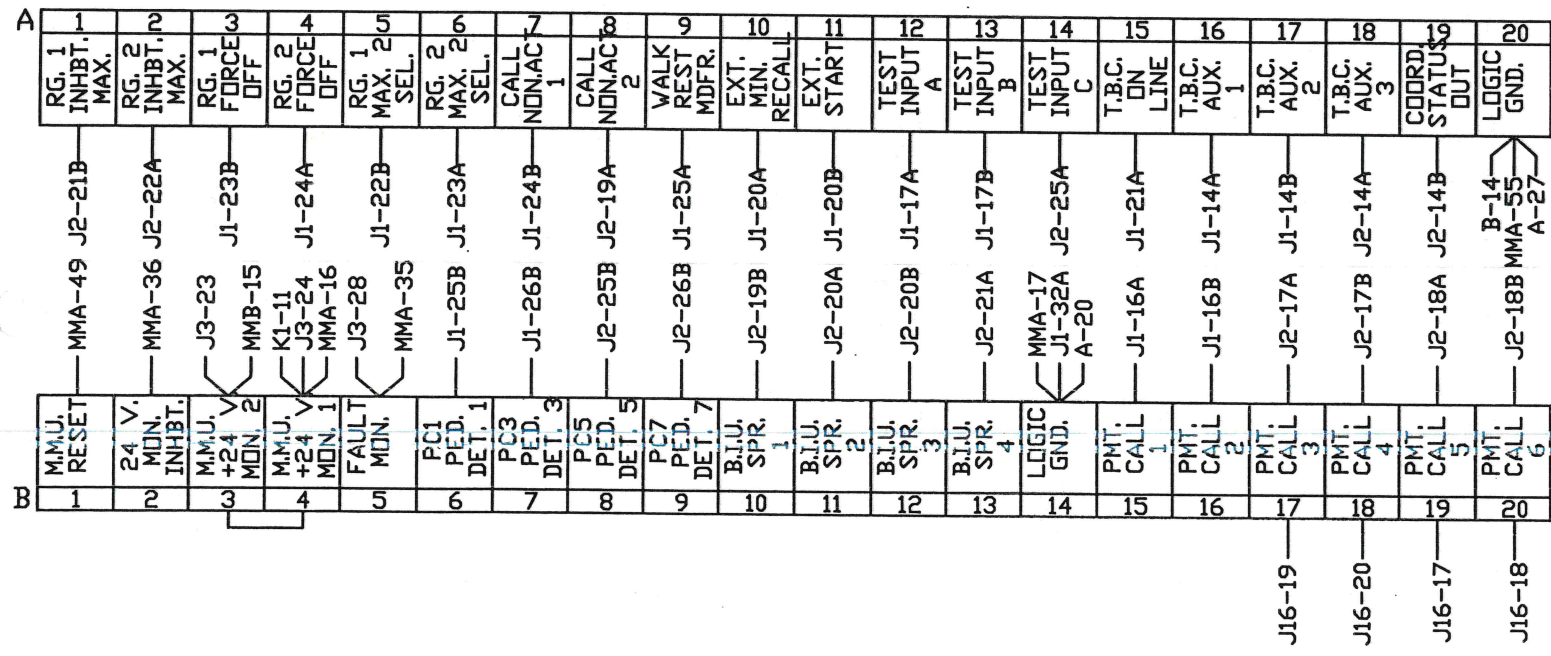 A
1 2 3 4 5 6 7 8 9 10 11 12 13 14 15 16 17 18 19 20
RG. 1
INHBT.
MAX.
RG. 2
INHBT.
MAX.
RG. 1
FORCE
OFF
RG. 2
FORCE
OFF
RG. 1
MAX. 2
SEL.
RG. 2
MAX. 2
SEL.
CALL
NON.ACT
1
CALL
NON.ACT
2
WALK
REST
MDFR.
EXT.
MIN.
RECALL
EXT.
START
TEST
INPUT
A
TEST
INPUT
B
TEST
INPUT
C
T.B.C.
ON
LINE
T.B.C.
AUX.
1
T.B.C.
AUX.
2
T.B.C.
AUX.
3
COORD.
STATUS
OUT
LOGIC
GND.
J2-21B
J2-22A
J1-23B
J1-24A
J1-22B
J1-23A
J1-24B
J2-19A
J1-25A
J1-20A
J1-20B
J1-17A
J1-17B
J2-25A
J1-21A
J1-14A
J1-14B
J2-14A
J2-14B
B-14
MMA-55
A-27
MMA-49
MMA-36
J3-23
MMB-15
K1-11
J3-24
MMA-16
J3-28
MMA-35
J1-25B
J1-26B
J2-25B
J2-26B
J2-19B
J2-20A
J2-20B
J2-21A
MMA-17
J1-32A
A-20
J1-16A
J1-16B
J2-17A
J2-17B
J2-18A
J2-18B
M.M.U.
RESET
24 V.
MON.
INHBT.
M.M.U.
+24 V
MON. 2
M.M.U.
+24 V
MON. 1
FAULT
MON.
PC1
PED.
DET. 1
PC3
PED.
DET. 3
PC5
PED.
DET. 5
PC7
PED.
DET. 7
B.I.U.
SPR.
1
B.I.U.
SPR.
2
B.I.U.
SPR.
3
B.I.U.
SPR.
4
LOGIC
GND.
PMT.
CALL
1
PMT.
CALL
2
PMT.
CALL
3
PMT.
CALL
4
PMT.
CALL
5
PMT.
CALL
6
B
1 2 3 4 5 6 7 8 9 10 11 12 13 14 15 16 17 18 19 20
J16-19
J16-20
J16-17
J16-18